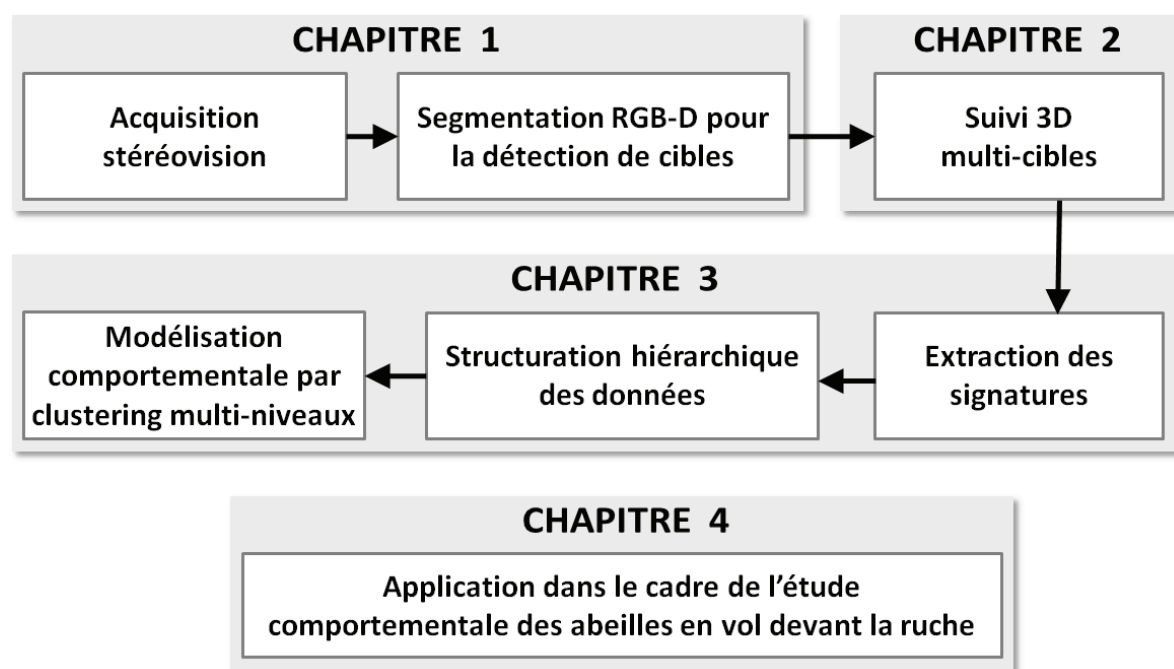 CHAPITRE 1
Acquisition
stéréovision
Segmentation RGB-D pour
la détection de cibles
CHAPITRE 2
Suivi 3D
multi-cibles
CHAPITRE 3
Modélisation
comportementale par
clustering multi-niveaux
Structuration hiérarchique
des données
Extraction des
signatures
CHAPITRE 4
Application dans le cadre de l’étude
comportementale des abeilles en vol devant la ruche